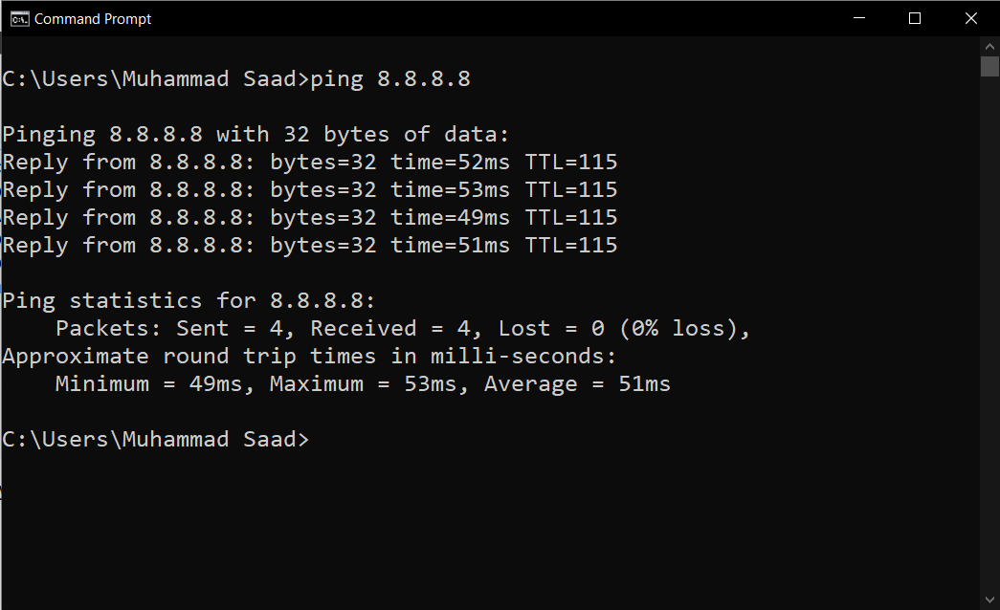 Command Prompt
C:\Users\Muhammad Saad>ping 8.8.8.8
Pinging 8.8.8.8 with 32 bytes of data:
Reply from 8.8.8.8: bytes=32 time=52ms TTL=115
Reply from 8.8.8.8: bytes=32 time=53ms TTL=115
Reply from 8.8.8.8: bytes=32 time=49ms TTL=115
Reply from 8.8.8.8: bytes=32 time=51ms TTL=115
Ping statistics for 8.8.8.8:
    Packets: Sent = 4, Received = 4, Lost = 0 (0% loss),
Approximate round trip times in milli-seconds:
    Minimum = 49ms, Maximum = 53ms, Average = 51ms
C:\Users\Muhammad Saad>